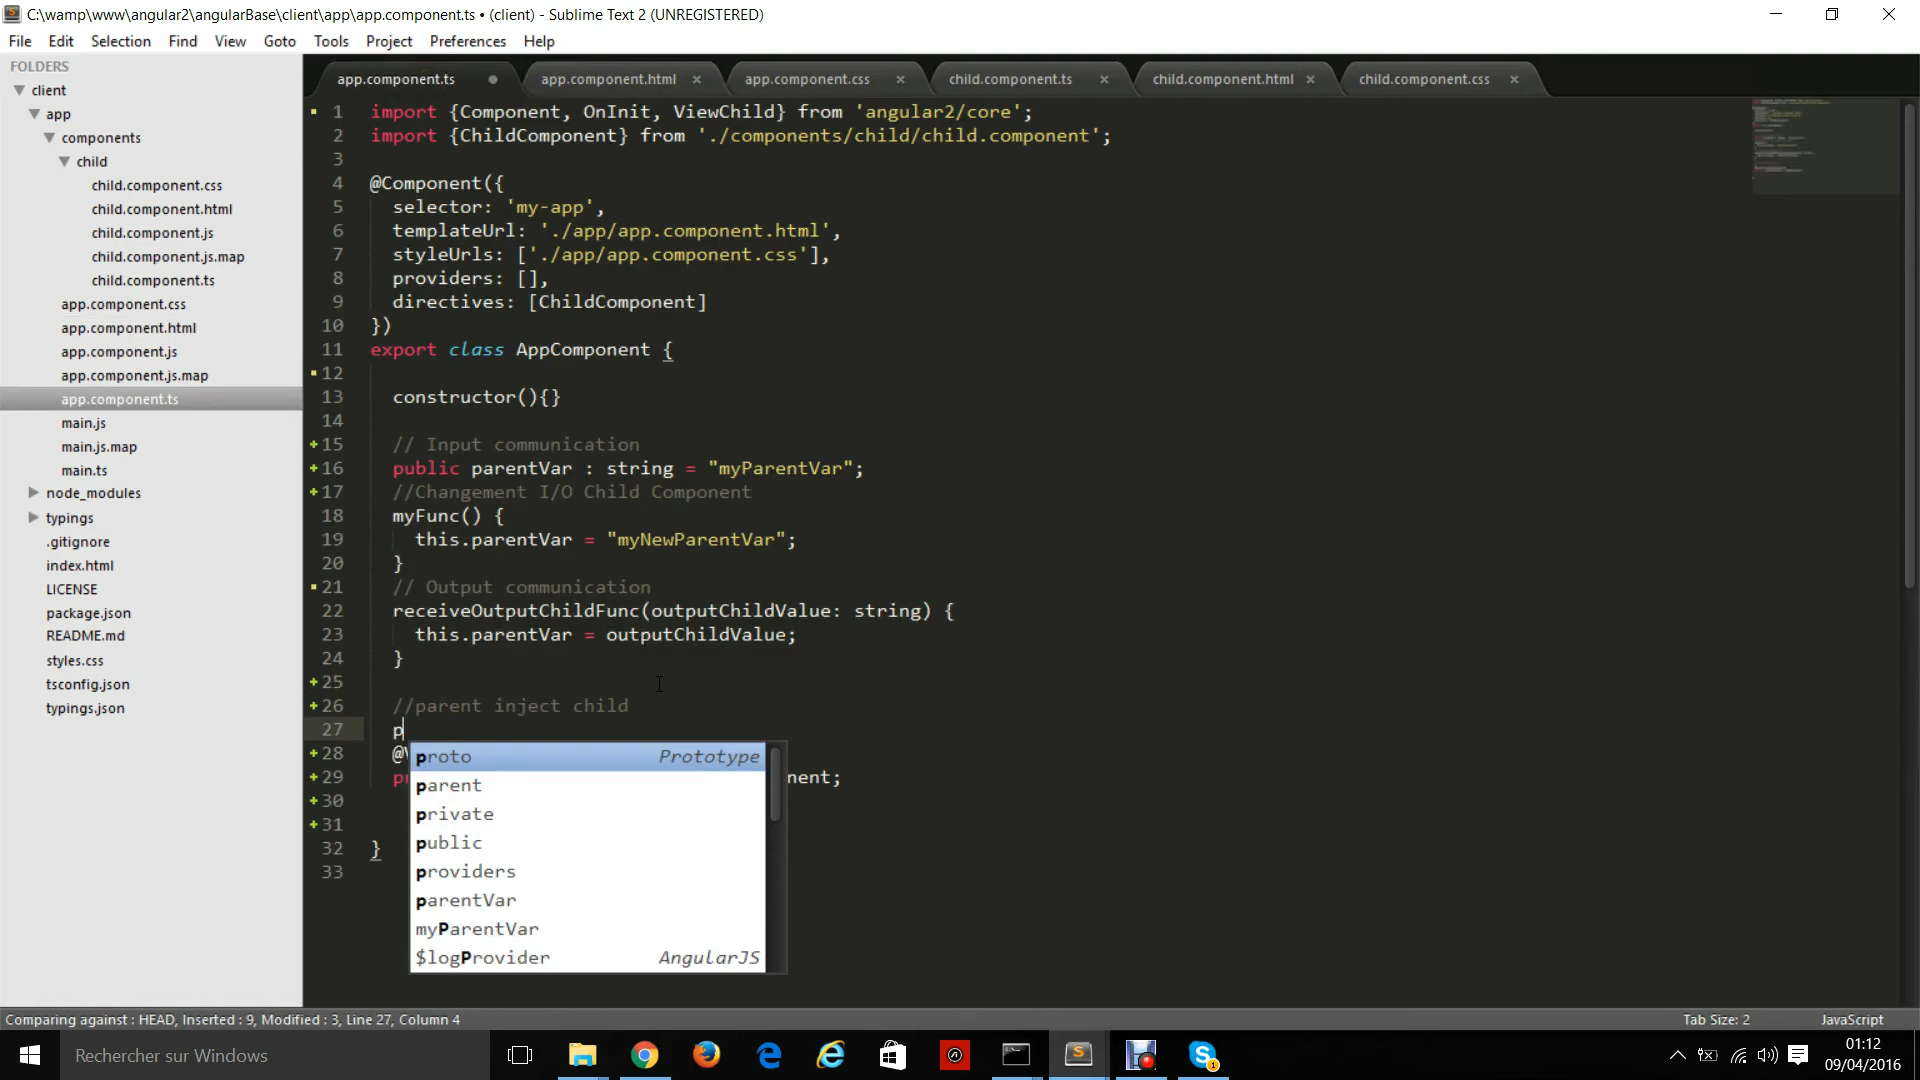 C:\wamp\www\angular2\angularBase\client\app\app.component.ts • (client) - Sublime Text 2 (UNREGISTERED)
File Edit Selection Find View Goto Tools Project Preferences Help
FOLDERS
client
app
components
child
child.component.css
child.component.html
child.component.js
child.component.js.map
child.component.ts
app.component.css
app.component.html
app.component.js
app.component.js.map
app.component.ts
main.js
main.js.map
main.ts
node_modules
typings
.gitignore
index.html
LICENSE
package.json
README.md
styles.css
tsconfig.json
typings.json
app.component.ts app.component.html app.component.css child.component.ts child.component.html child.component.css
1 import {Component, OnInit, ViewChild} from 'angular2/core';
2 import {ChildComponent} from './components/child/child.component';
3
4 @Component({
5 selector: 'my-app',
6 templateUrl: './app/app.component.html',
7 styleUrls: ['./app/app.component.css'],
8 providers: [],
9 directives: [ChildComponent]
10 })
11 export class AppComponent {
12
13 constructor(){}
14
15 // Input communication
16 public parentVar : string = "myParentVar";
17 //Changement I/O Child Component
18 myFunc() {
19 this.parentVar = "myNewParentVar";
20 }
21 // Output communication
22 receiveOutputChildFunc(outputChildValue: string) {
23 this.parentVar = outputChildValue;
24 }
25
26 //parent inject child
27 p
28 @
29 nent;
30
31
32 }
33
proto Prototype
parent
private
public
providers
parentVar
myParentVar
$logProvider AngularJS
Comparing against : HEAD, Inserted : 9, Modified : 3, Line 27, Column 4 Tab Size: 2 JavaScript
Rechercher sur Windows
01:12
09/04/2016